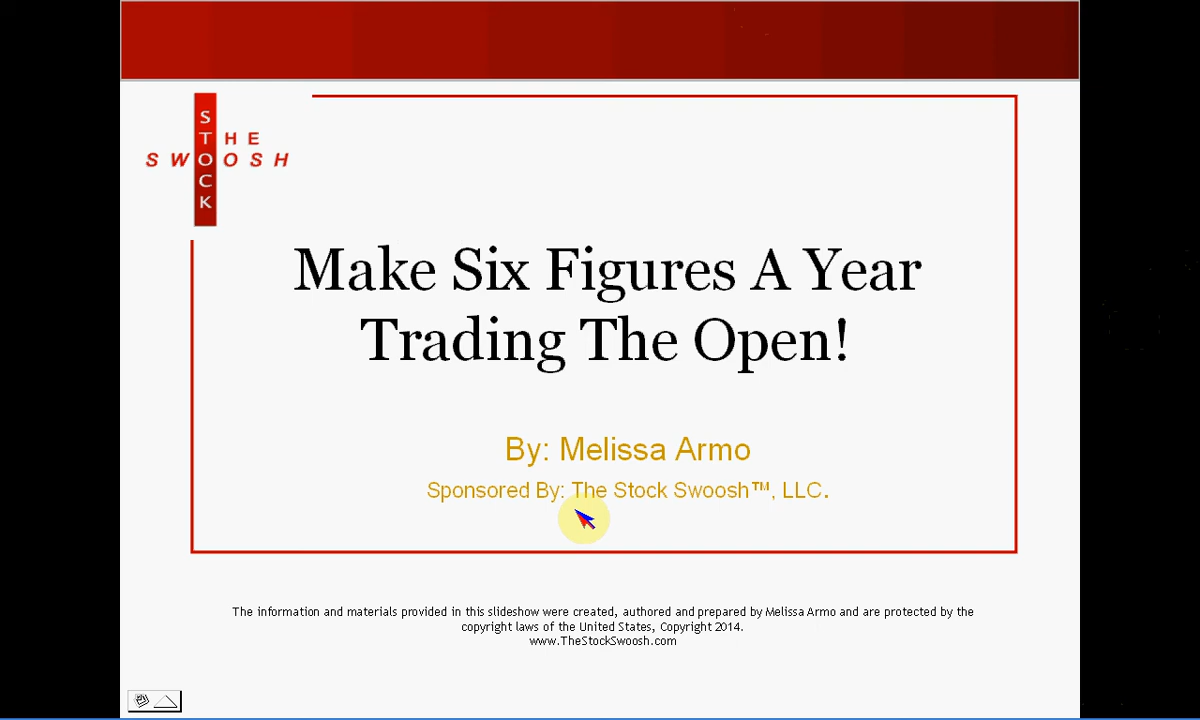 THE
STOCK
SWOOSH
Make Six Figures A Year
Trading The Open!
By: Melissa Armo
Sponsored By: The Stock Swoosh™, LLC.
The information and materials provided in this slideshow were created, authored and prepared by Melissa Armo and are protected by the
copyright laws of the United States, Copyright 2014.
www.TheStockSwoosh.com